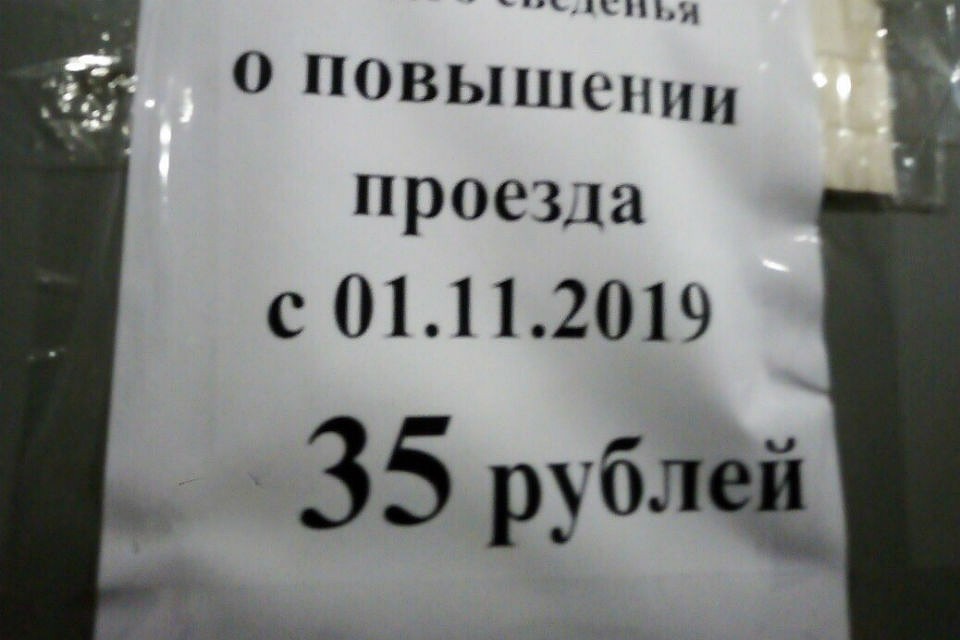 сведенья
о повышении
проезда
с 01.11.2019
35 рублей